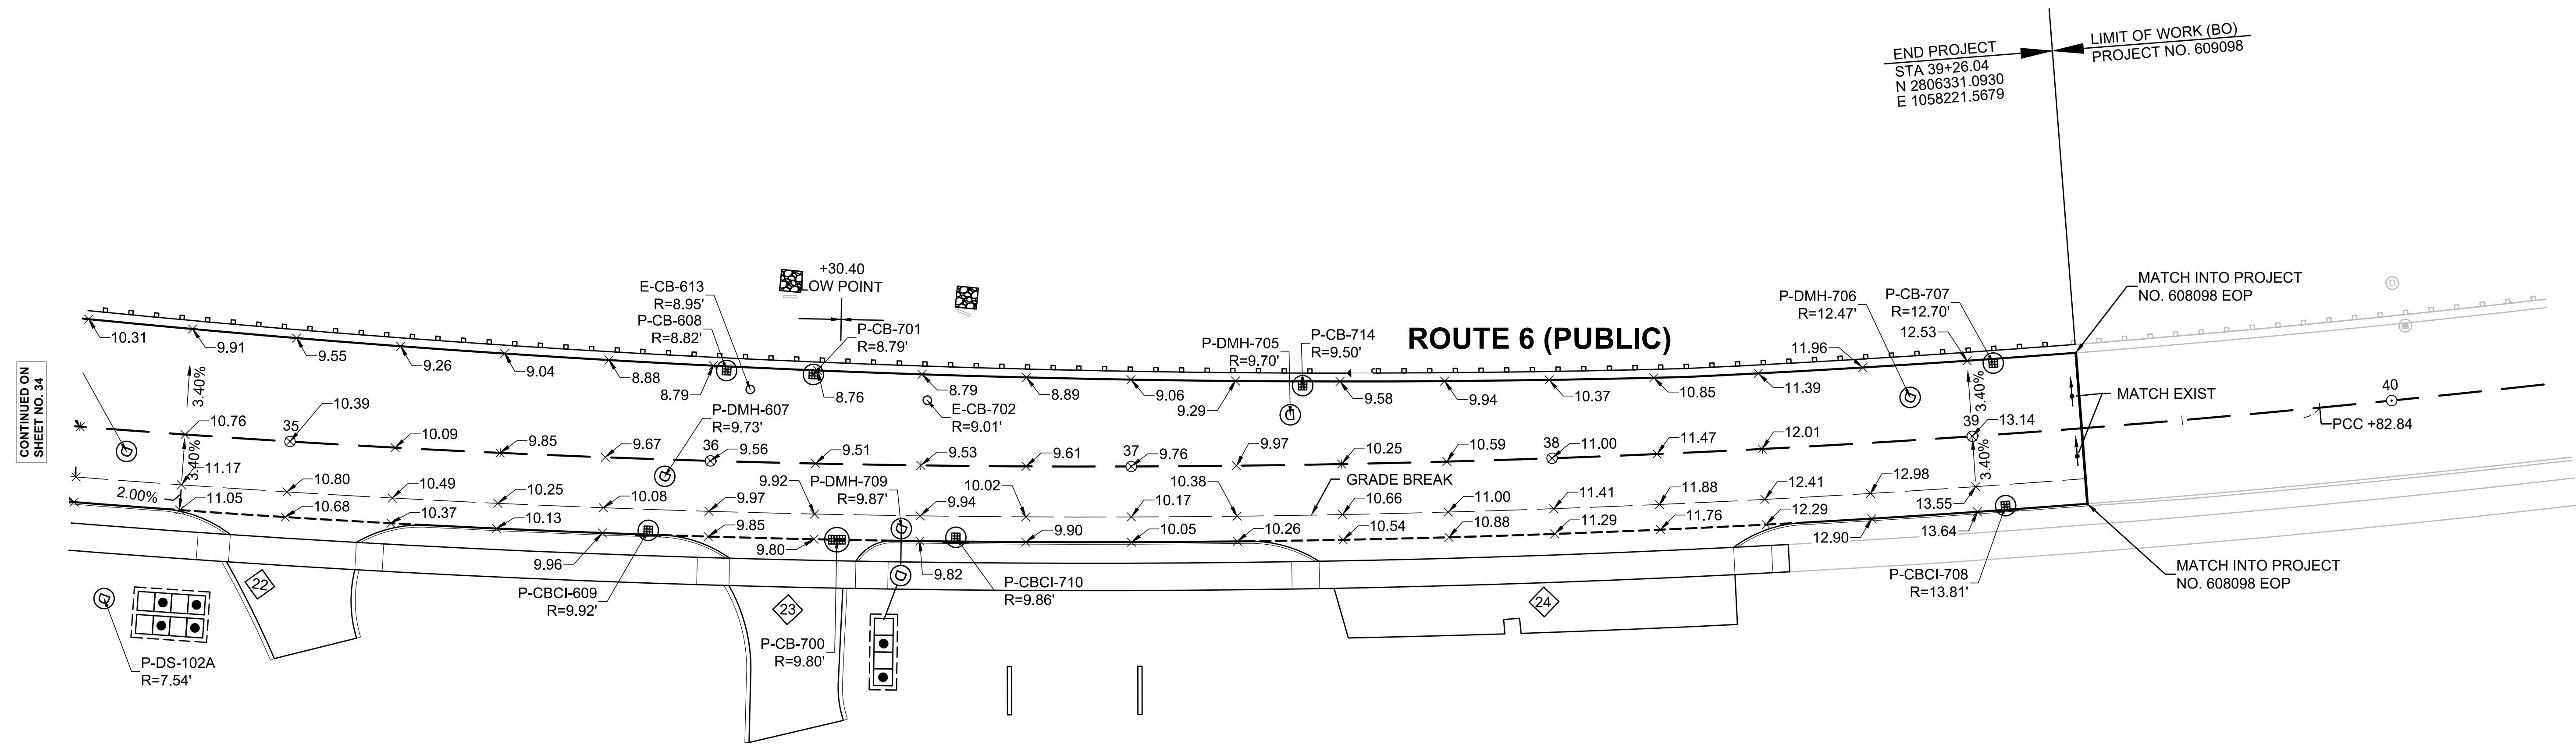 LIMIT OF WORK (BO)
PROJECT NO. 609098
END PROJECT
STA 39+26.04
N 2806331.0930
E 1058221.5679
+30.40
LOW POINT
E-CB-613
R=8.95'
P-CB-608
R=8.82'
P-CB-701
R=8.79'
P-DMH-705
R=9.70'
P-CB-714
R=9.50'
ROUTE 6 (PUBLIC)
P-DMH-706
R=12.47'
P-CB-707
R=12.70'
MATCH INTO PROJECT
NO. 608098 EOP
10.31
9.91
9.55
9.26
9.04
8.88
8.79
8.76
8.79
8.89
9.06
9.29
9.58
9.94
10.37
10.85
11.39
11.96
12.53
CONTINUED ON
SHEET NO. 34
3.40%
3.40%
2.00%
E-CB-702
R=9.01'
P-DMH-607
R=9.73'
3.40%
3.40%
MATCH EXIST
40
PCC +82.84
10.76
35
10.39
10.09
9.85
9.67
36
9.56
9.51
9.53
9.61
37
9.76
9.97
10.25
10.59
38
11.00
11.47
12.01
39
13.14
11.17
10.80
10.49
10.25
10.08
9.97
9.92
P-DMH-709
R=9.87'
9.94
10.02
10.17
10.38
GRADE BREAK
10.66
11.00
11.41
11.88
12.41
12.98
13.55
11.05
10.68
10.37
10.13
9.96
9.85
9.80
9.82
9.90
10.05
10.26
10.54
10.88
11.29
11.76
12.29
12.90
13.64
P-CBCI-609
R=9.92'
P-CBCI-710
R=9.86'
P-CBCI-708
R=13.81'
MATCH INTO PROJECT
NO. 608098 EOP
22
23
24
P-CB-700
R=9.80'
P-DS-102A
R=7.54'
D
D
D
D
D
D
D
D